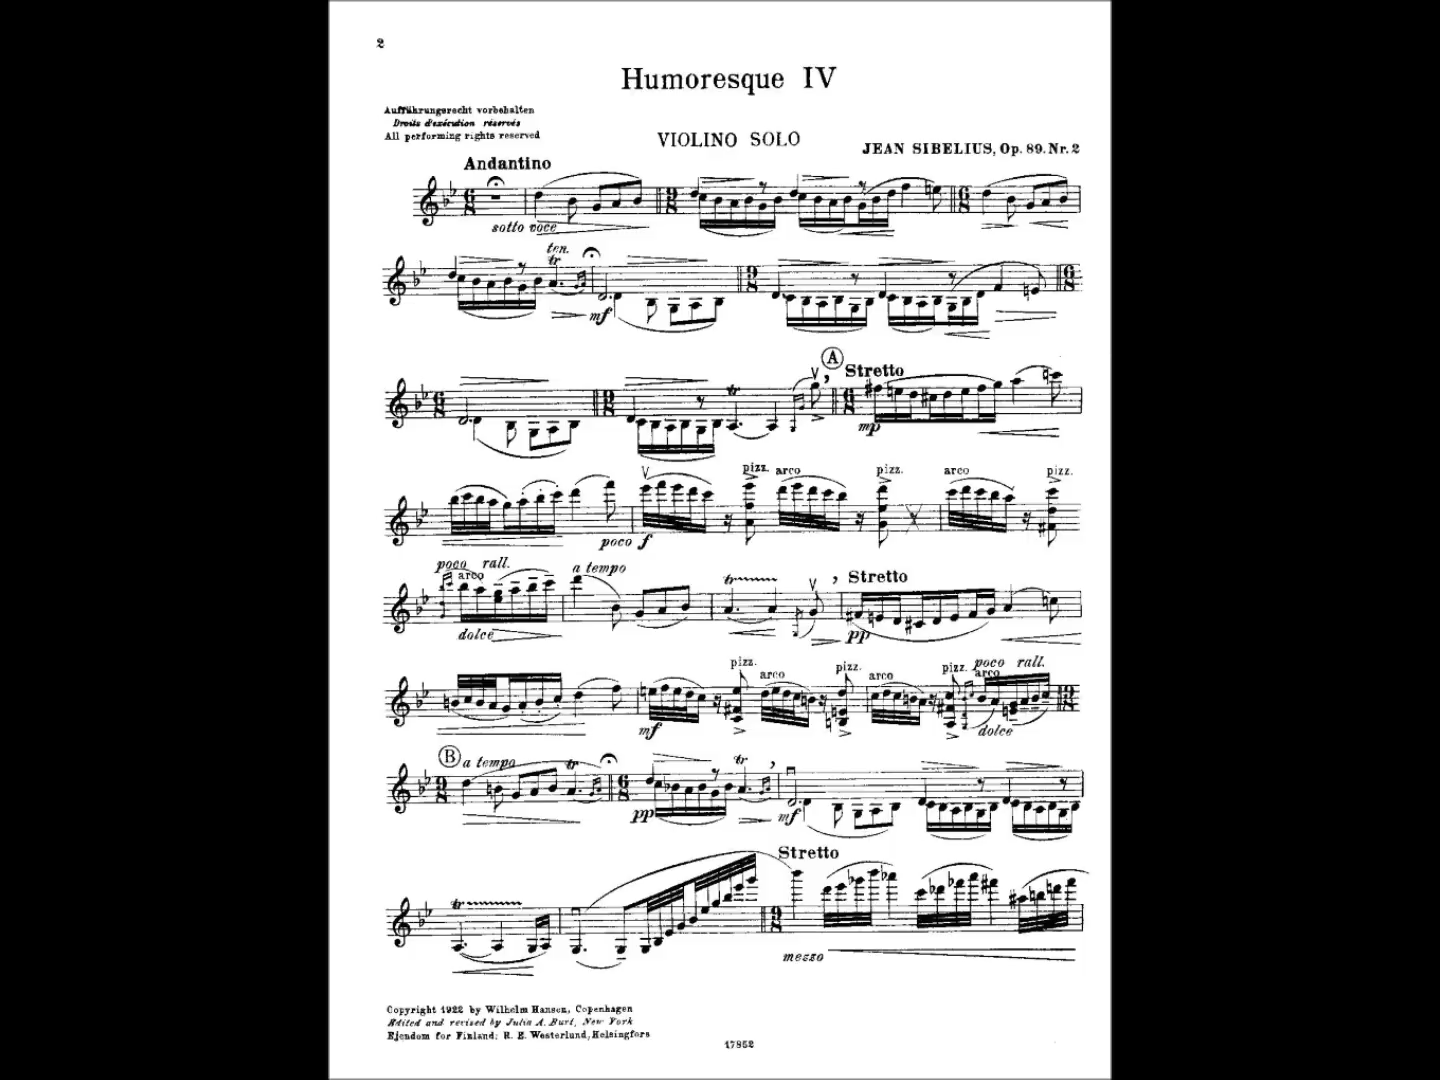 2
Humoresque IV
Aufführungsrecht vorbehalten
Droits d'exécution réservés
All performing rights reserved
VIOLINO SOLO
JEAN SIBELIUS, Op. 89. Nr. 2
Andantino
sotto voce
ten.
tr
mf
A
Stretto
tr
mp
pizz. arco pizz. arco pizz.
poco f
poco rall. a tempo tr Stretto
arco
dolce pp
pizz. arco pizz. arco pizz. poco rall.
arco
mf dolce
B a tempo tr tr
pp mf
Stretto
tr
mezzo
Copyright 1922 by Wilhelm Hansen, Copenhagen
Edited and revised by Julia A. Burt, New York
Ejendom for Finland: R. E. Westerlund, Helsingfors
17852